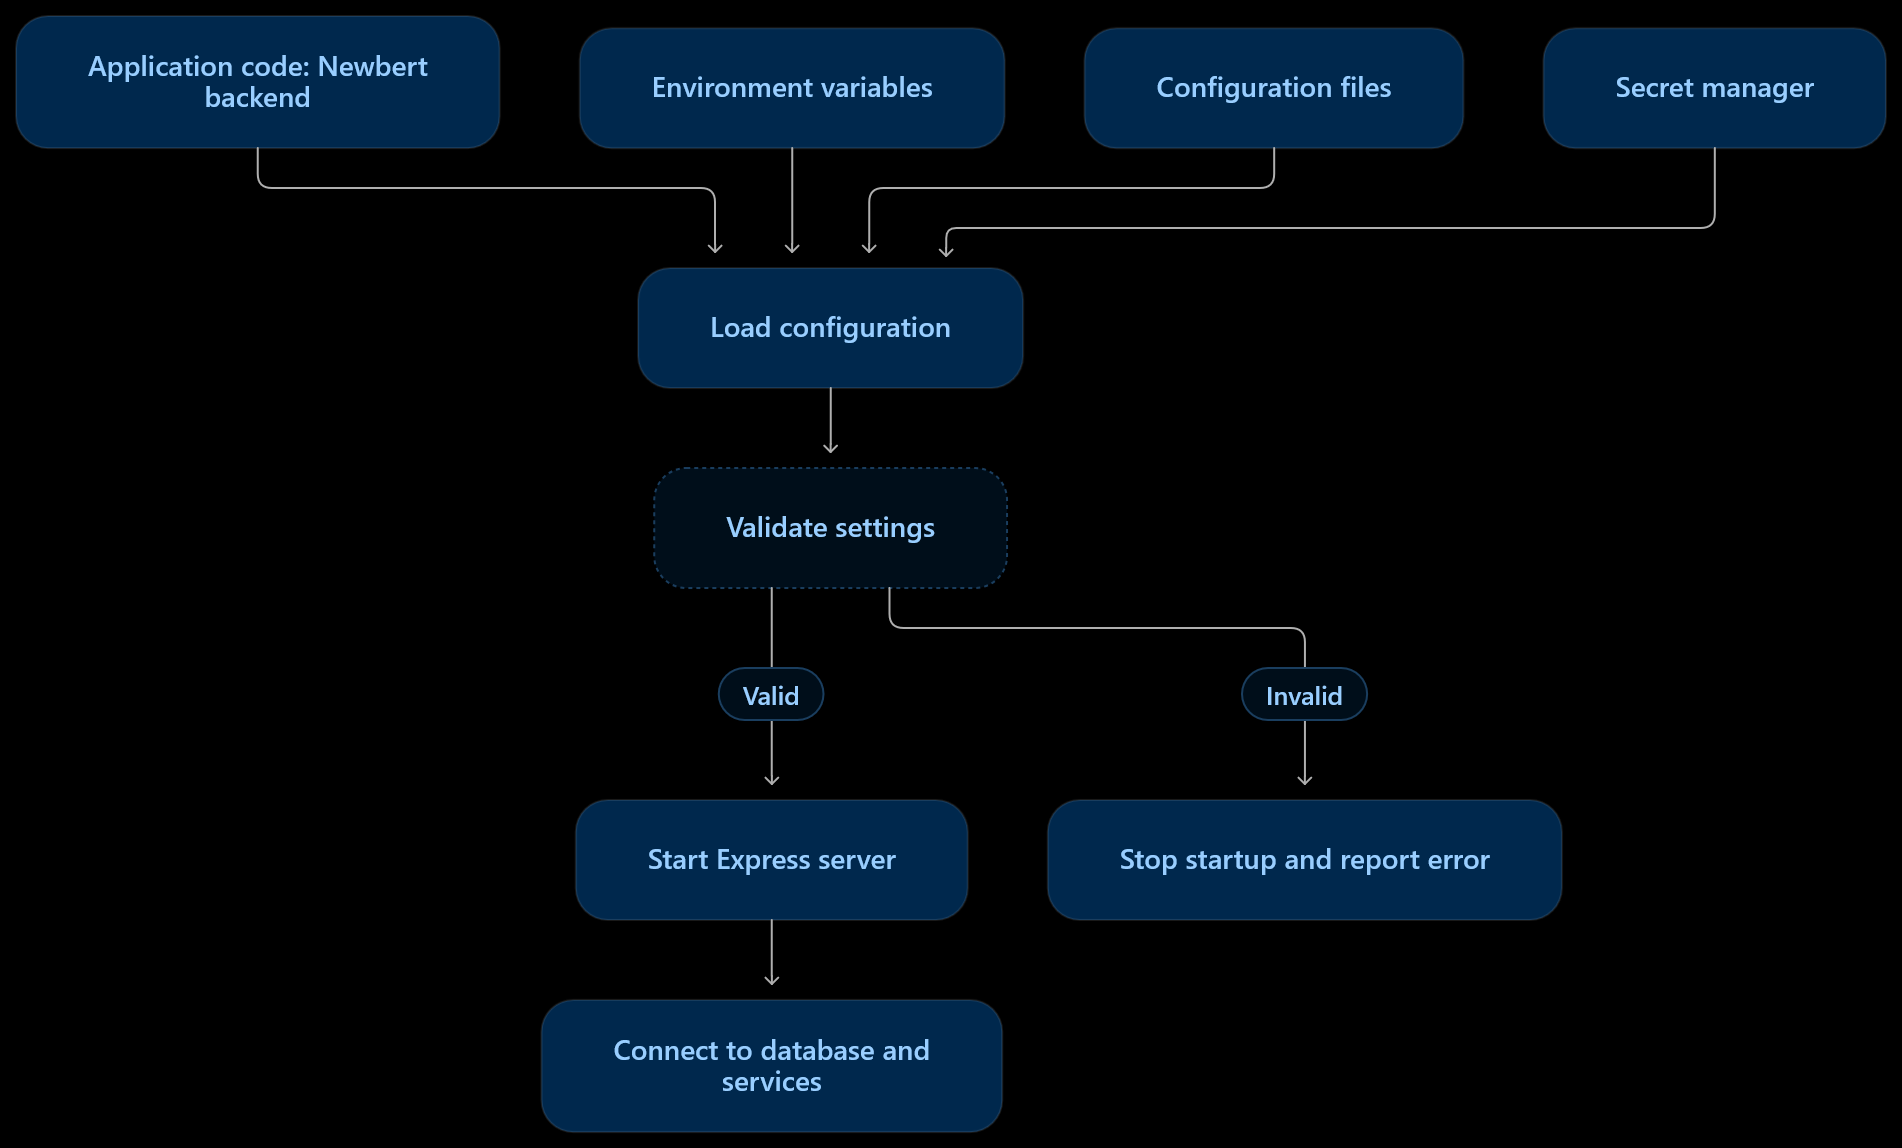 Application code: Newbert
backend
Environment variables
Configuration files
Secret manager
Load configuration
Validate settings
Valid
Invalid
Start Express server
Stop startup and report error
Connect to database and
services